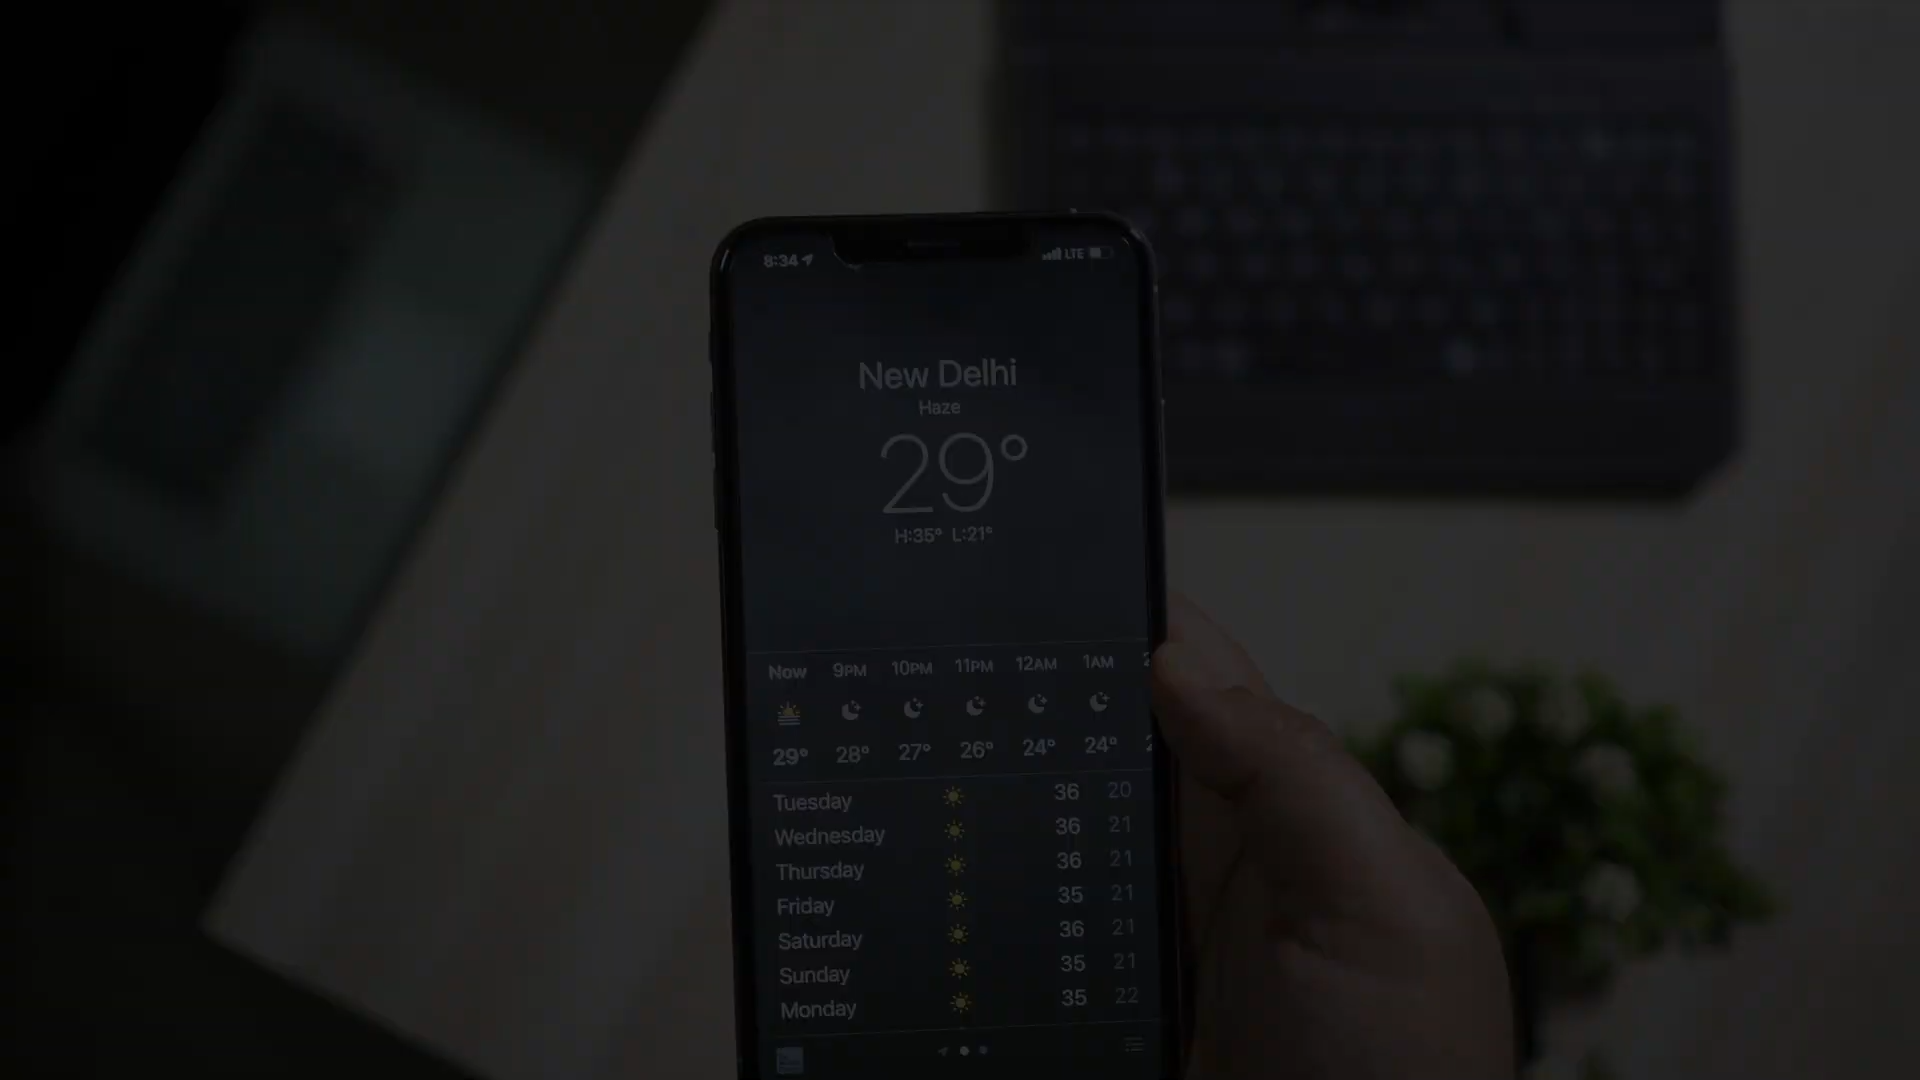 8:34 LTE
New Delhi
Haze
29°
H:35° L:21°
Now 9PM 10PM 11PM 12AM 1AM
29° 28° 27° 26° 24° 24°
Tuesday 36 20
Wednesday 36 21
Thursday 36 21
Friday 35 21
Saturday 36 21
Sunday 35 21
Monday 35 22